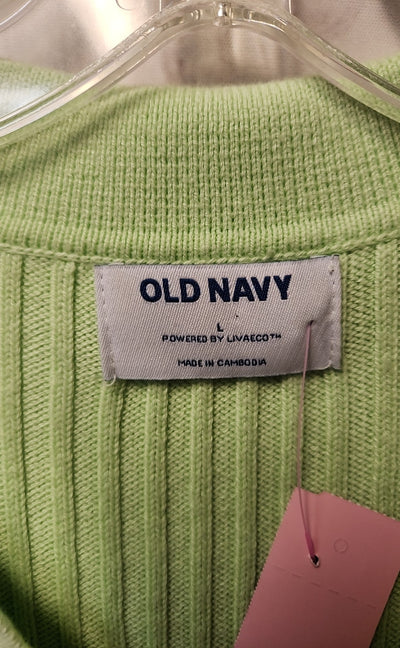 OLD NAVY
L
POWERED BY LIVAECO™
MADE IN CAMBODIA